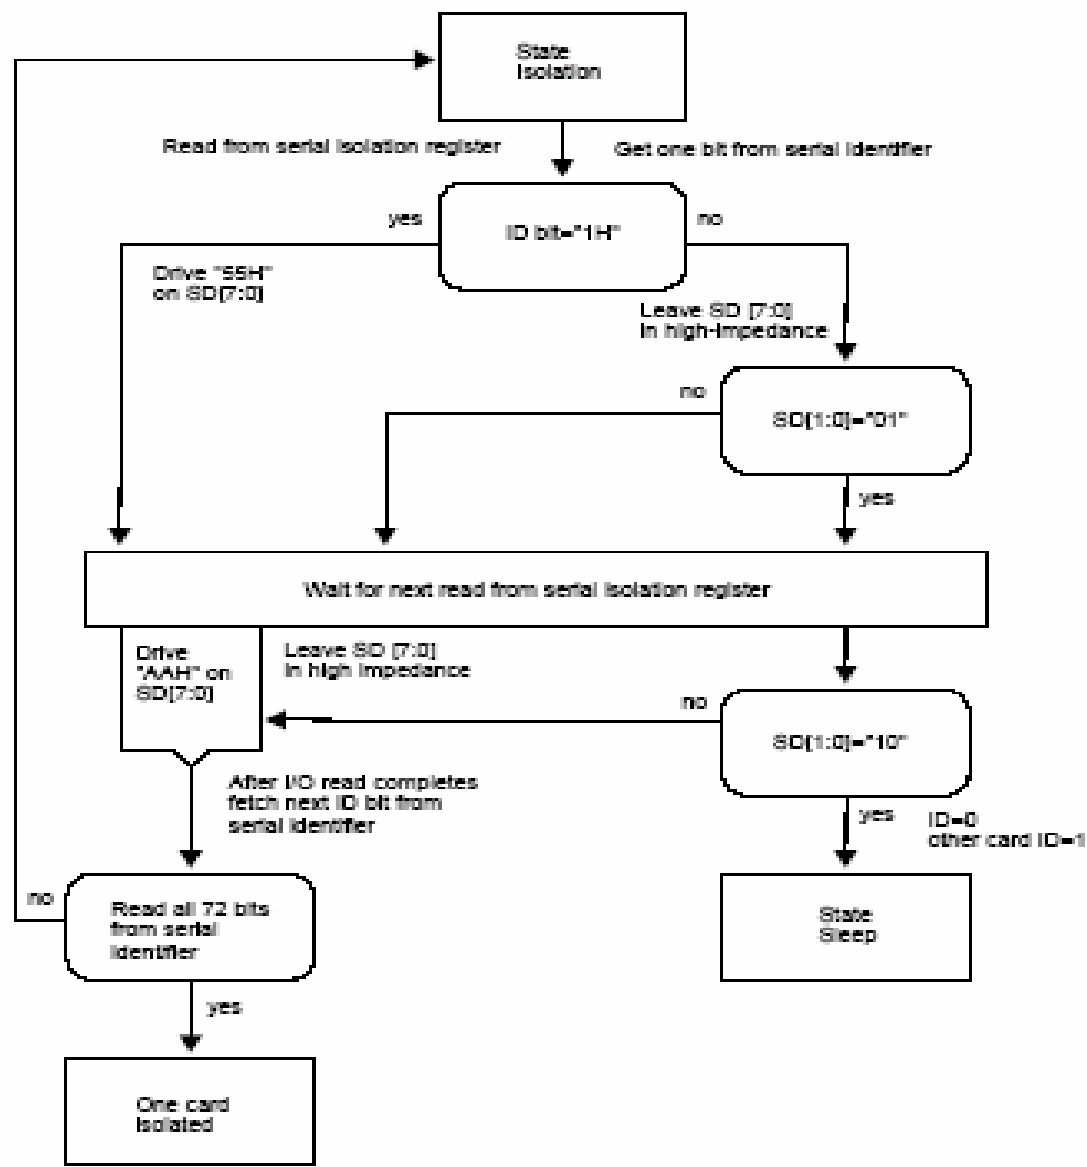 State
Isolation
Read from serial isolation register
Get one bit from serial identifier
yes
ID bit="1H"
no
Drive "55H"
on SD[7:0]
Leave SD [7:0]
in high-impedance
no
SD[1:0]="01"
yes
Wait for next read from serial isolation register
Drive
"AAH" on
SD[7:0]
Leave SD [7:0]
in high impedance
no
SD[1:0]="10"
After I/O read completes
fetch next ID bit from
serial identifier
yes
ID=0
other card ID=1
no
Read all 72 bits
from serial
identifier
State
Sleep
yes
One card
isolated